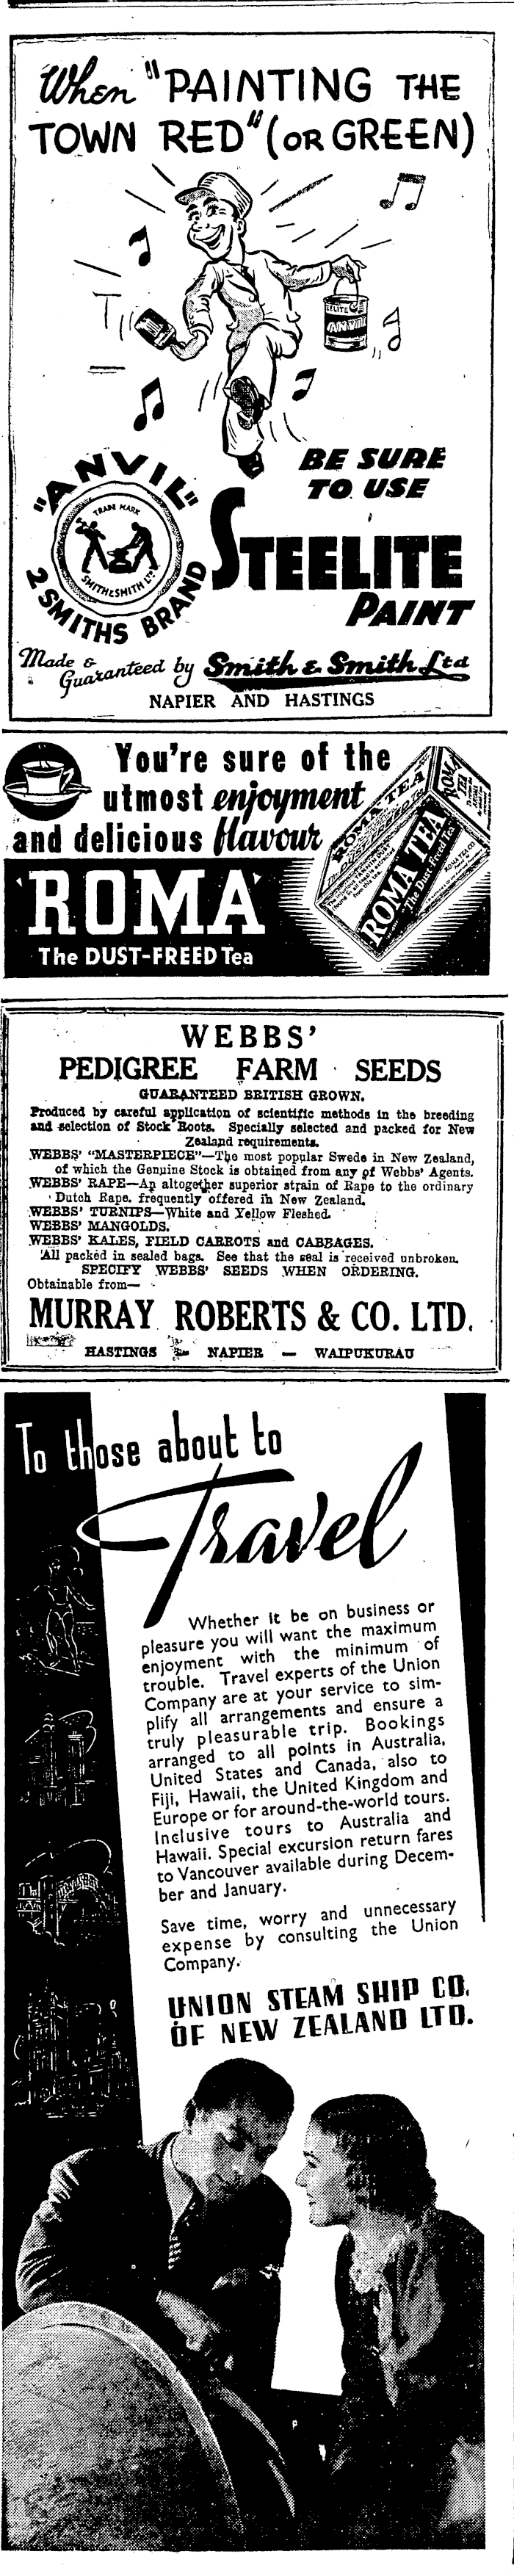 When "PAINTING THE
TOWN RED" (OR GREEN)
STEELITE
ANVIL
BE SURE
TO USE
STEELITE
PAINT
"ANVIL"
TRADE MARK
SMITH & SMITH LTD
2 SMITHS BRAND
Made &
Guaranteed by Smith & Smith Ltd
NAPIER AND HASTINGS
You're sure of the
utmost enjoyment
and delicious flavour
'ROMA'
The DUST-FREED Tea
ROMA TEA
ROMA TEA
ROMA TEA
The Dust-Freed Tea
WEBBS'
PEDIGREE FARM SEEDS
GUARANTEED BRITISH GROWN.
Produced by careful application of scientific methods in the breeding
and selection of Stock Roots. Specially selected and packed for New
Zealand requirements.
WEBBS' "MASTERPIECE"—The most popular Swede in New Zealand,
of which the Genuine Stock is obtained from any of Webbs' Agents.
WEBBS' RAPE—An altogether superior strain of Rape to the ordinary
Dutch Rape, frequently offered in New Zealand.
WEBBS' TURNIPS—White and Yellow Fleshed.
WEBBS' MANGOLDS.
WEBBS' KALES, FIELD CARROTS and CABBAGES.
All packed in sealed bags. See that the seal is received unbroken.
SPECIFY WEBBS' SEEDS WHEN ORDERING.
Obtainable from—
MURRAY ROBERTS & CO. LTD.
HASTINGS — NAPIER — WAIPUKURAU
To those about to
Travel
Whether it be on business or
pleasure you will want the maximum
enjoyment with the minimum of
trouble. Travel experts of the Union
Company are at your service to sim-
plify all arrangements and ensure a
truly pleasurable trip. Bookings
arranged to all points in Australia,
United States and Canada, also to
Fiji, Hawaii, the United Kingdom and
Europe or for around-the-world tours.
Inclusive tours to Australia and
Hawaii. Special excursion return fares
to Vancouver available during Decem-
ber and January.
Save time, worry and unnecessary
expense by consulting the Union
Company.
UNION STEAM SHIP CO.
OF NEW ZEALAND LTD.